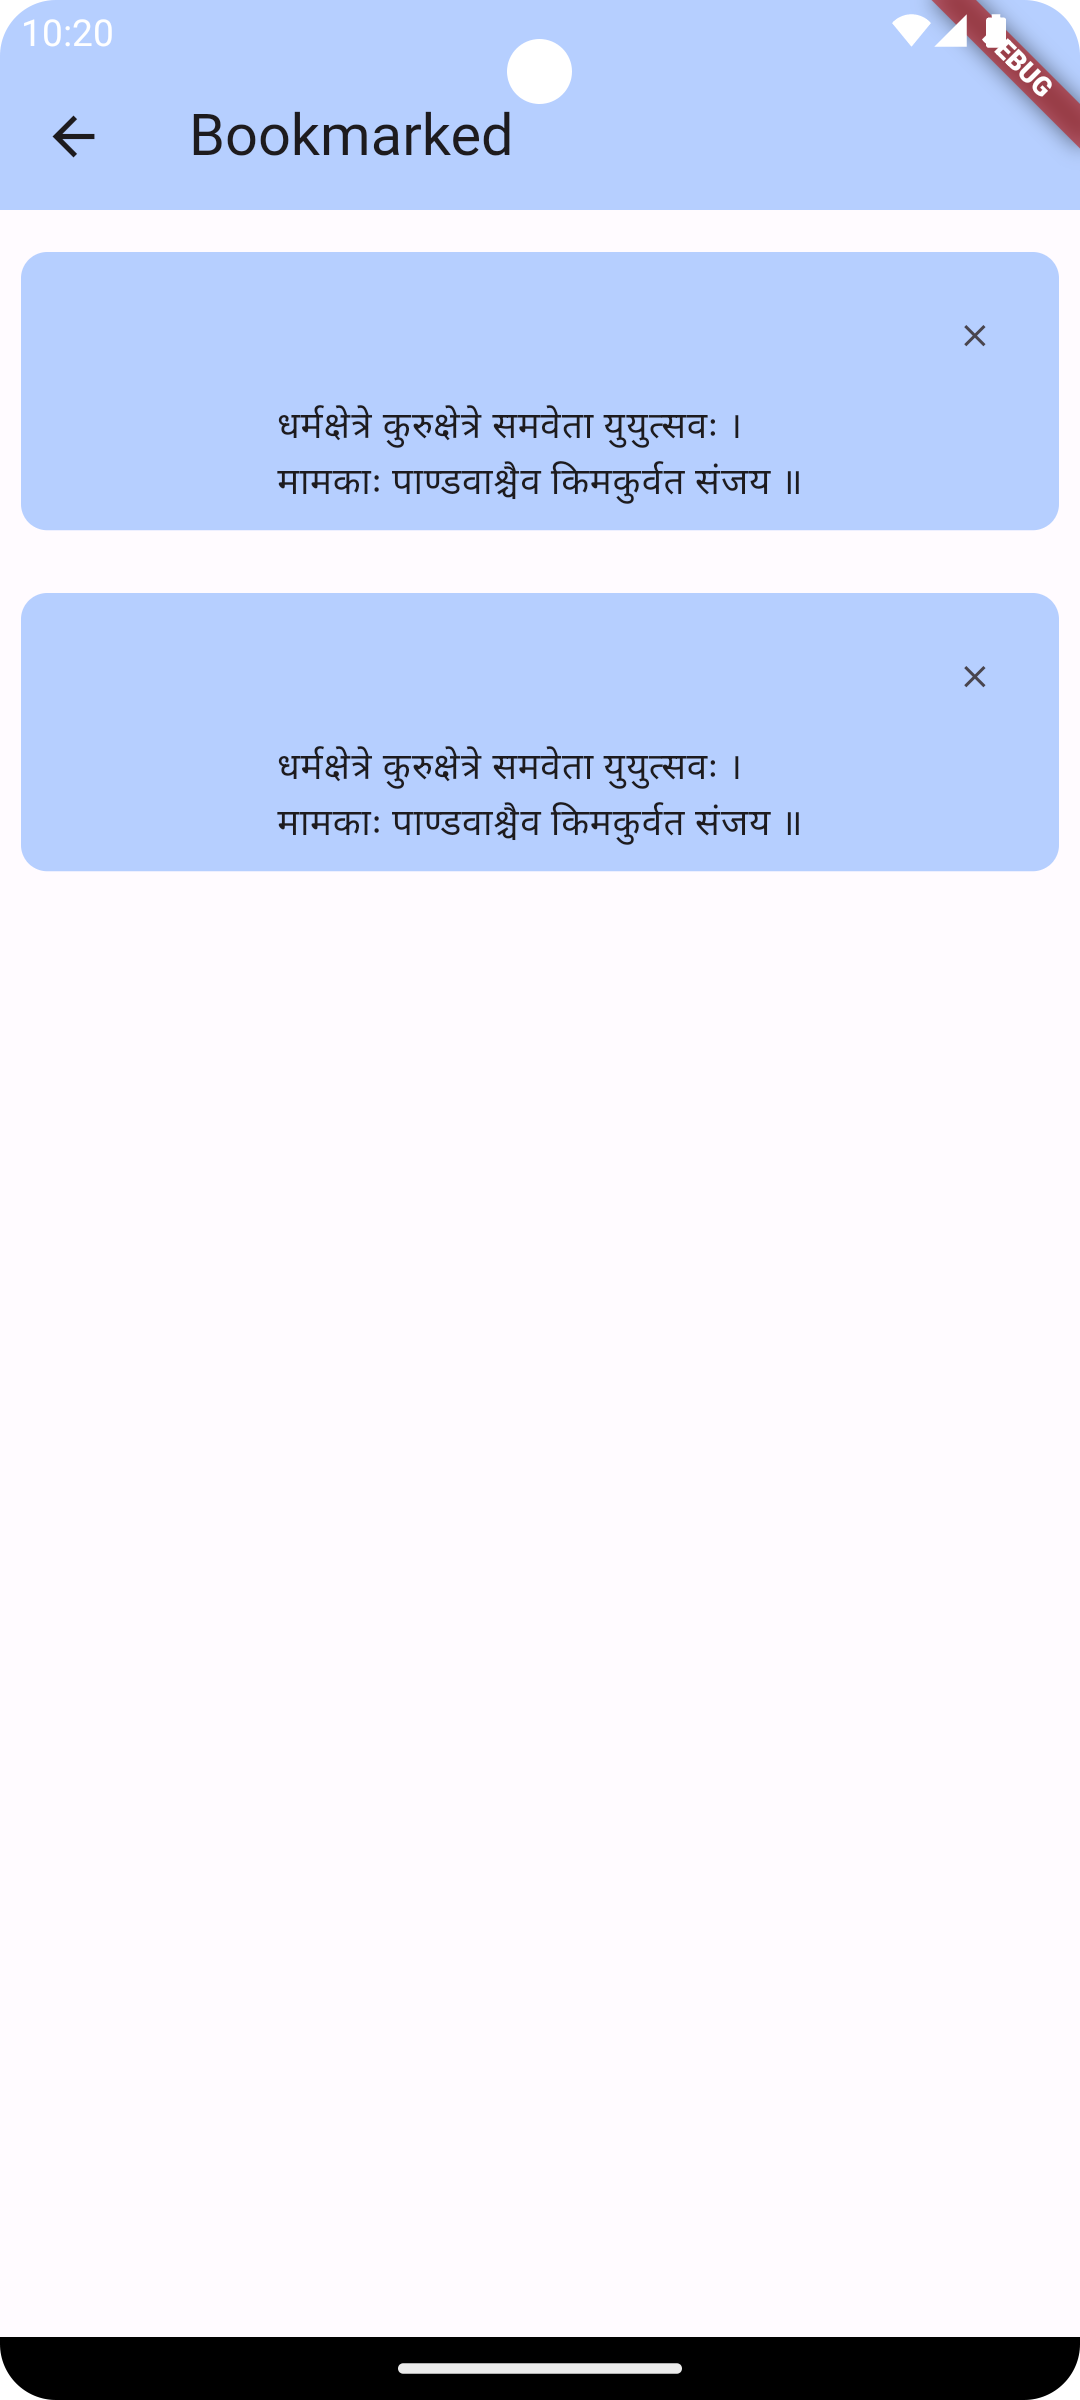 10:20
Bookmarked
धर्मक्षेत्रे कुरुक्षेत्रे समवेता युयुत्सवः ।
मामकाः पाण्डवाश्चैव किमकुर्वत संजय ॥
धर्मक्षेत्रे कुरुक्षेत्रे समवेता युयुत्सवः ।
मामकाः पाण्डवाश्चैव किमकुर्वत संजय ॥